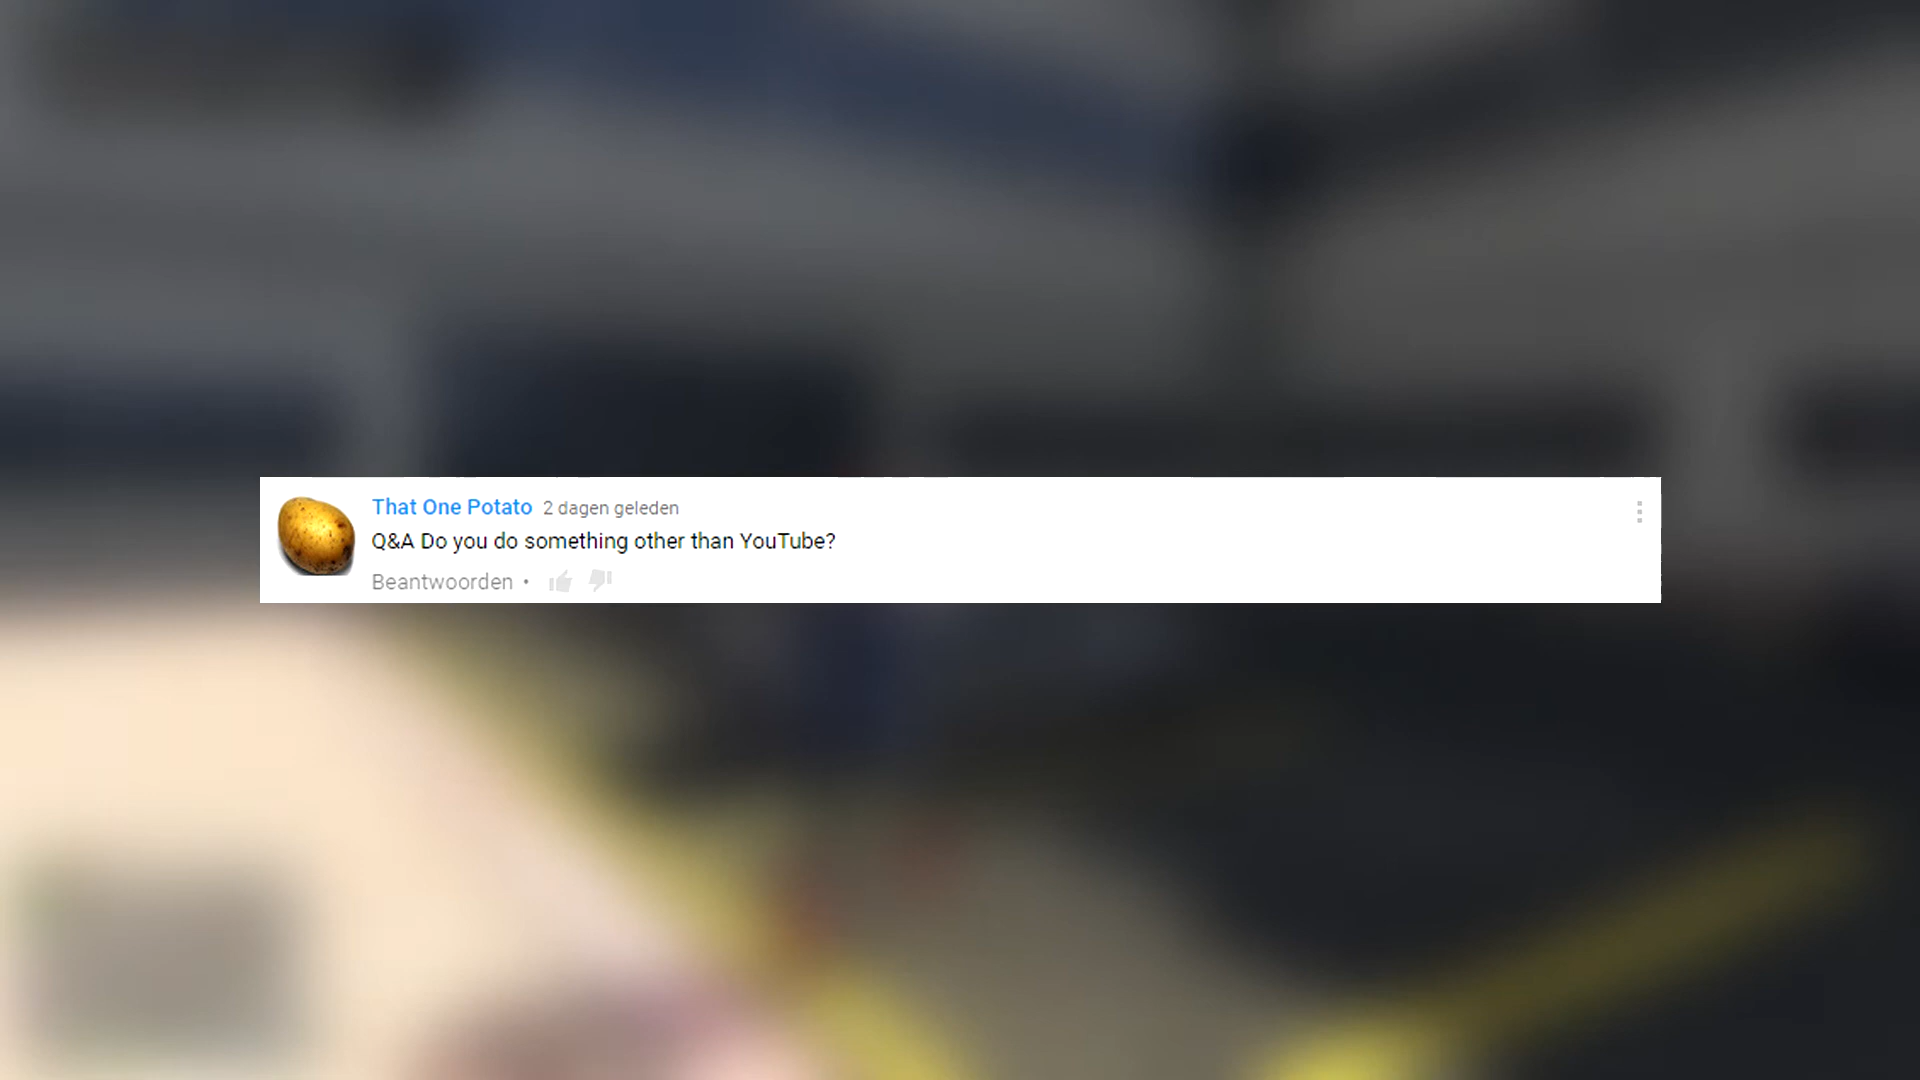 That One Potato 2 dagen geleden
Q&A Do you do something other than YouTube?
Beantwoorden •